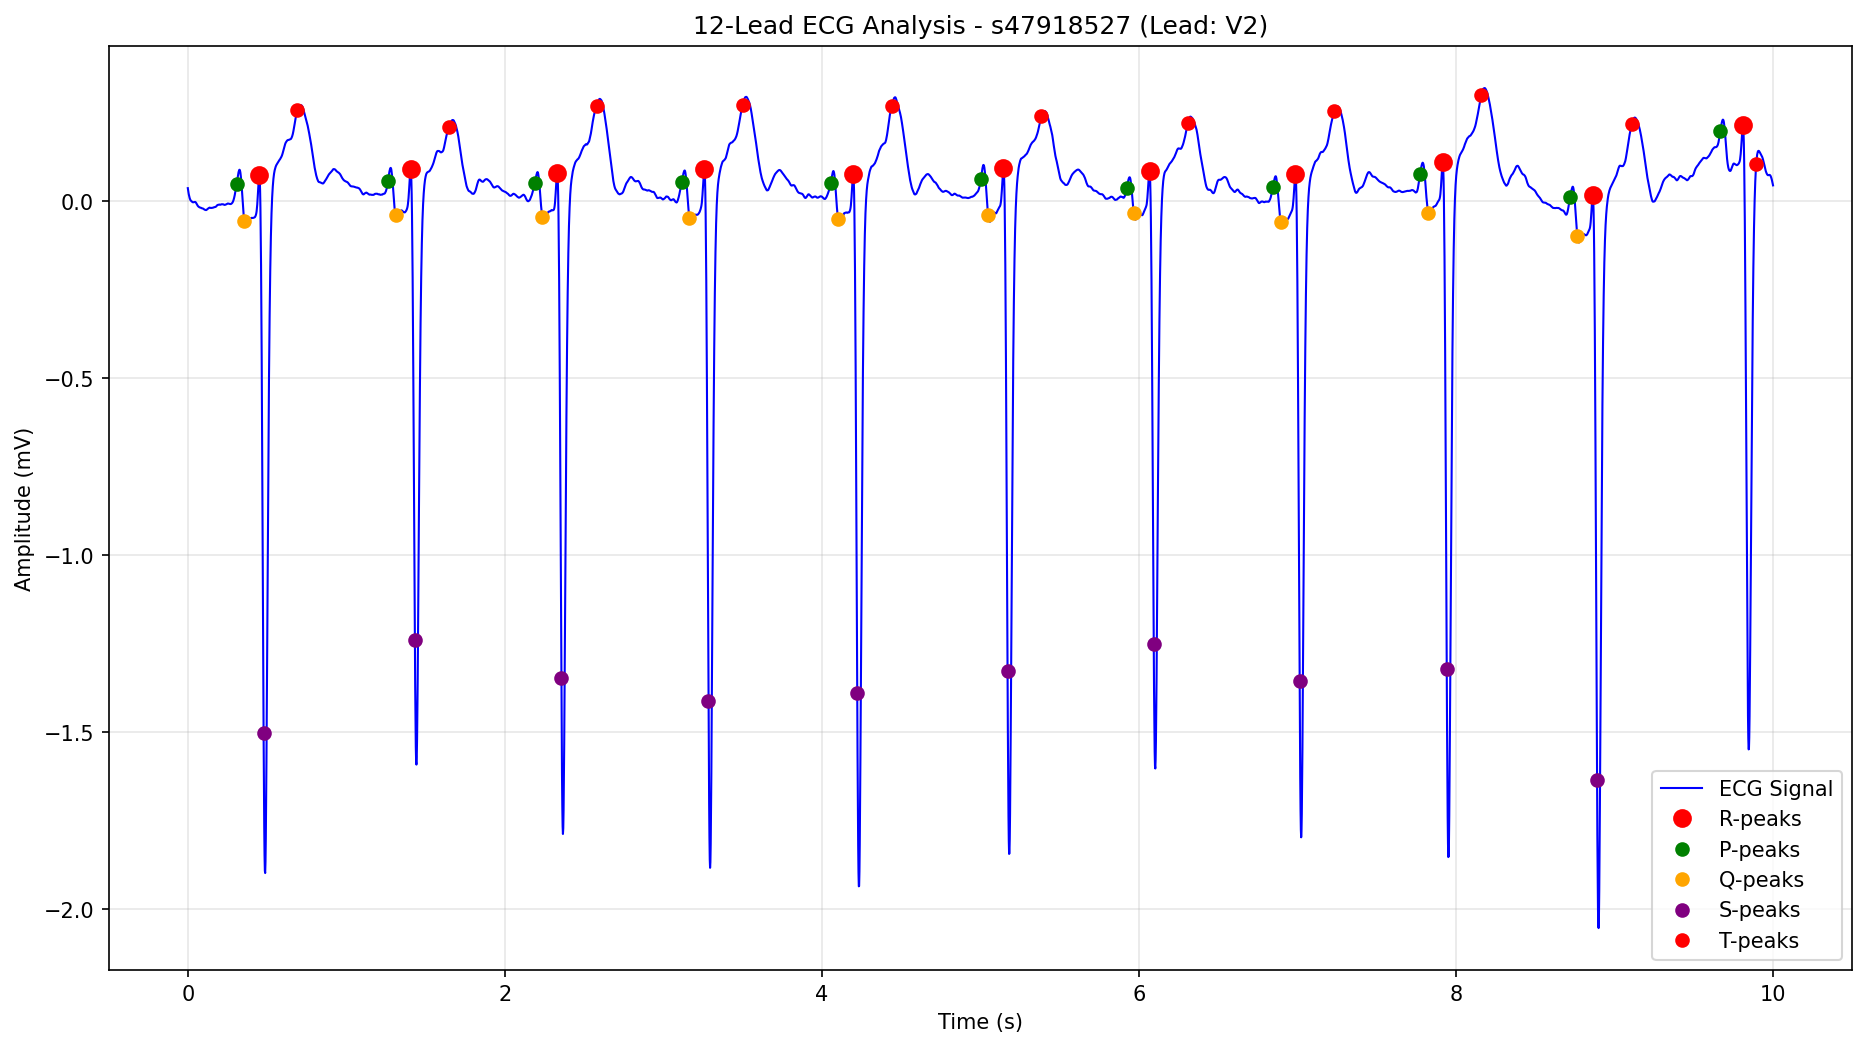 12-Lead ECG Analysis - s47918527 (Lead: V2)
Amplitude (mV)
0.0
−0.5
−1.0
−1.5
−2.0
ECG Signal
R-peaks
P-peaks
Q-peaks
S-peaks
T-peaks
0 2 4 6 8 10
Time (s)